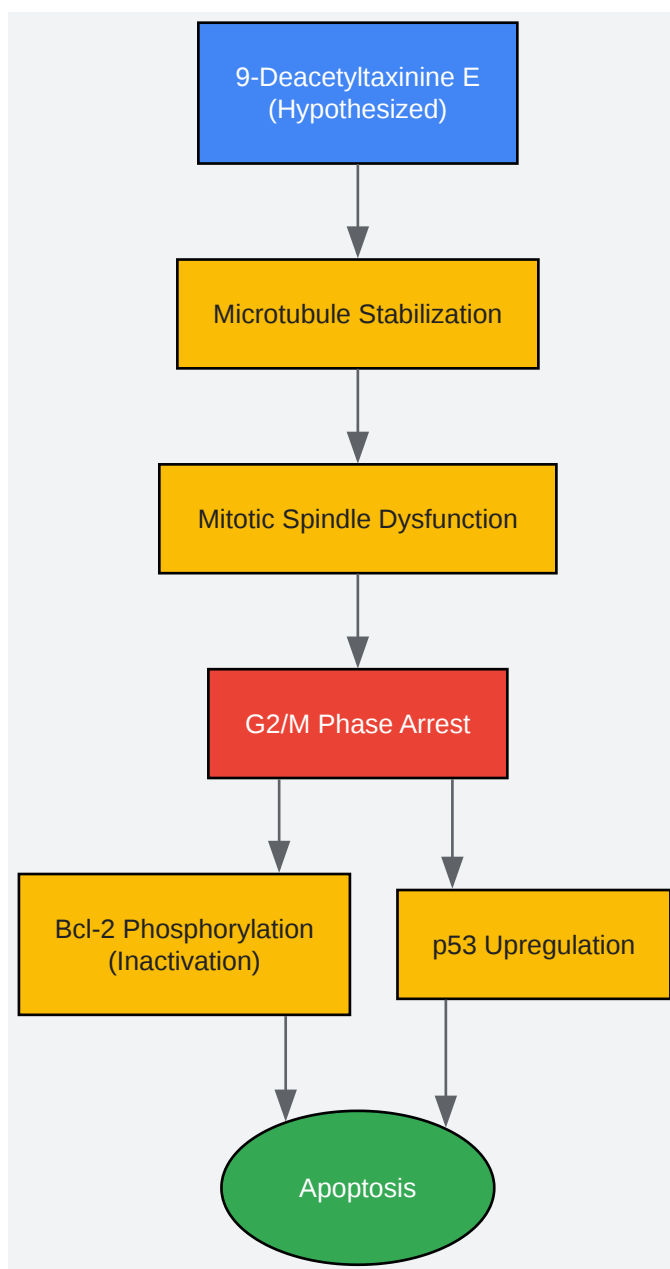 9-Deacetyltaxinine E
(Hypothesized)
Microtubule Stabilization
Mitotic Spindle Dysfunction
G2/M Phase Arrest
Bcl-2 Phosphorylation
(Inactivation)
p53 Upregulation
Apoptosis